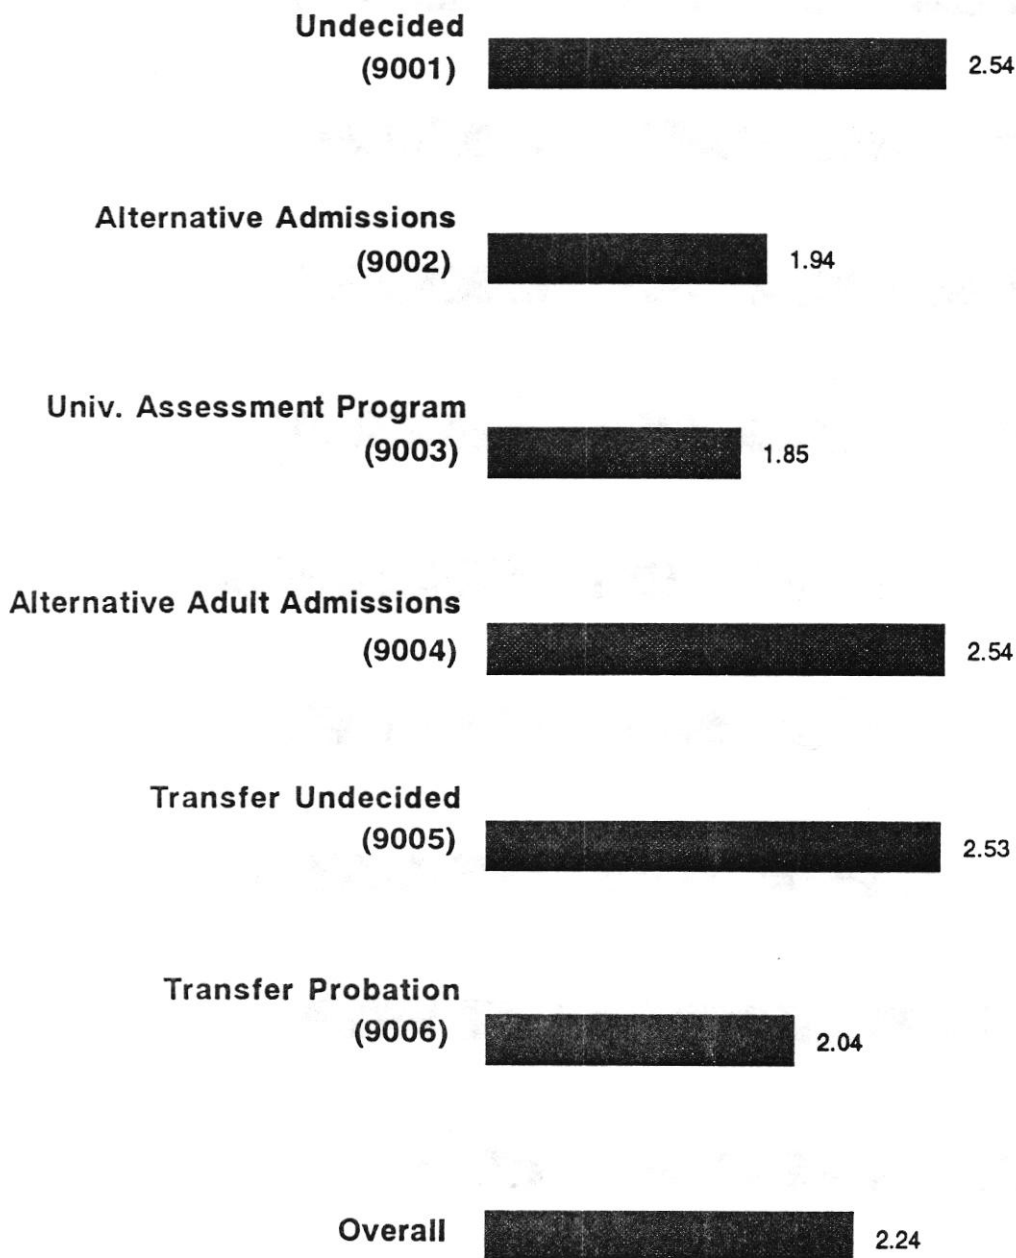 Undecided
(9001)
2.54
Alternative Admissions
(9002)
1.94
Univ. Assessment Program
(9003)
1.85
Alternative Adult Admissions
(9004)
2.54
Transfer Undecided
(9005)
2.53
Transfer Probation
(9006)
2.04
Overall
2.24